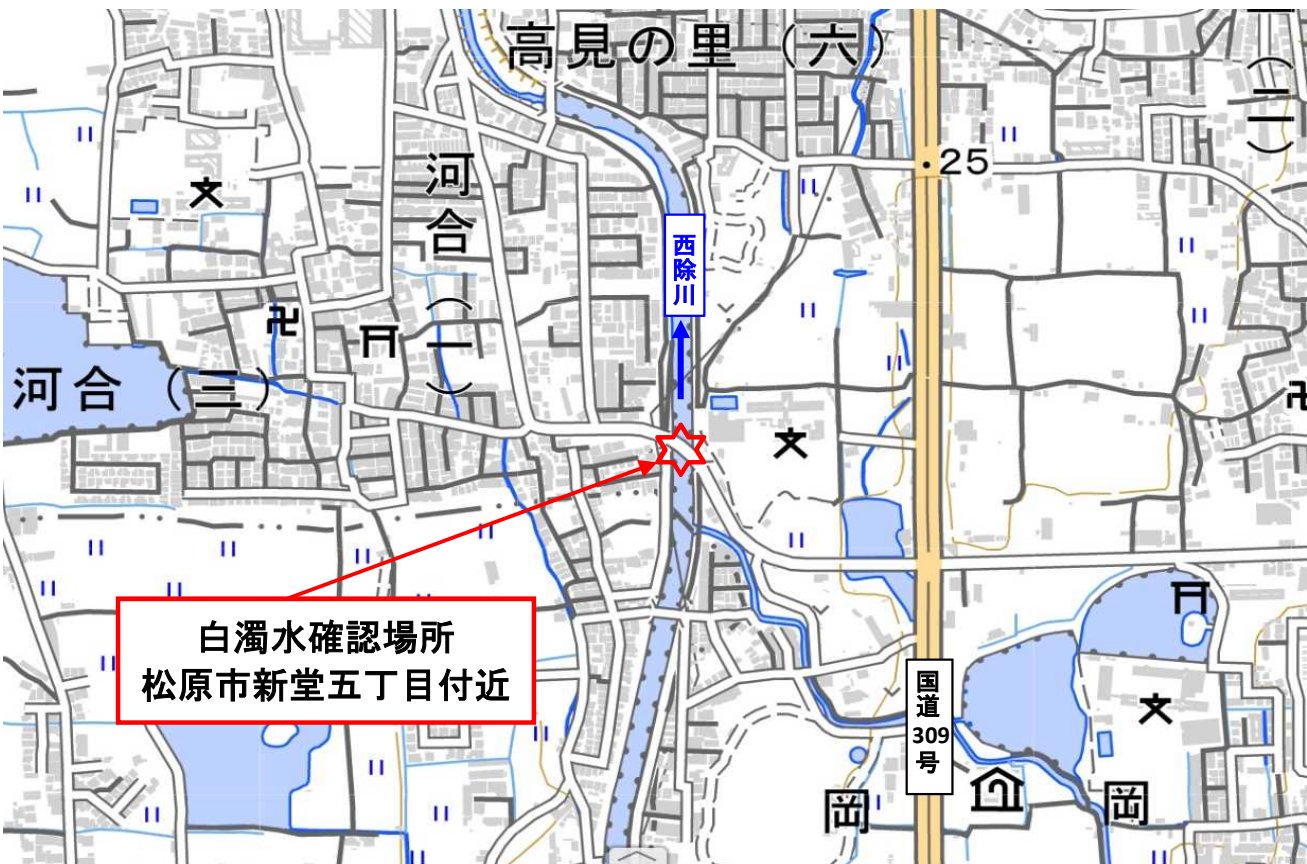 高見の里(六)
(二)
・25
河合(一)
西除川
河合(三)
白濁水確認場所
松原市新堂五丁目付近
国道309号
岡
岡